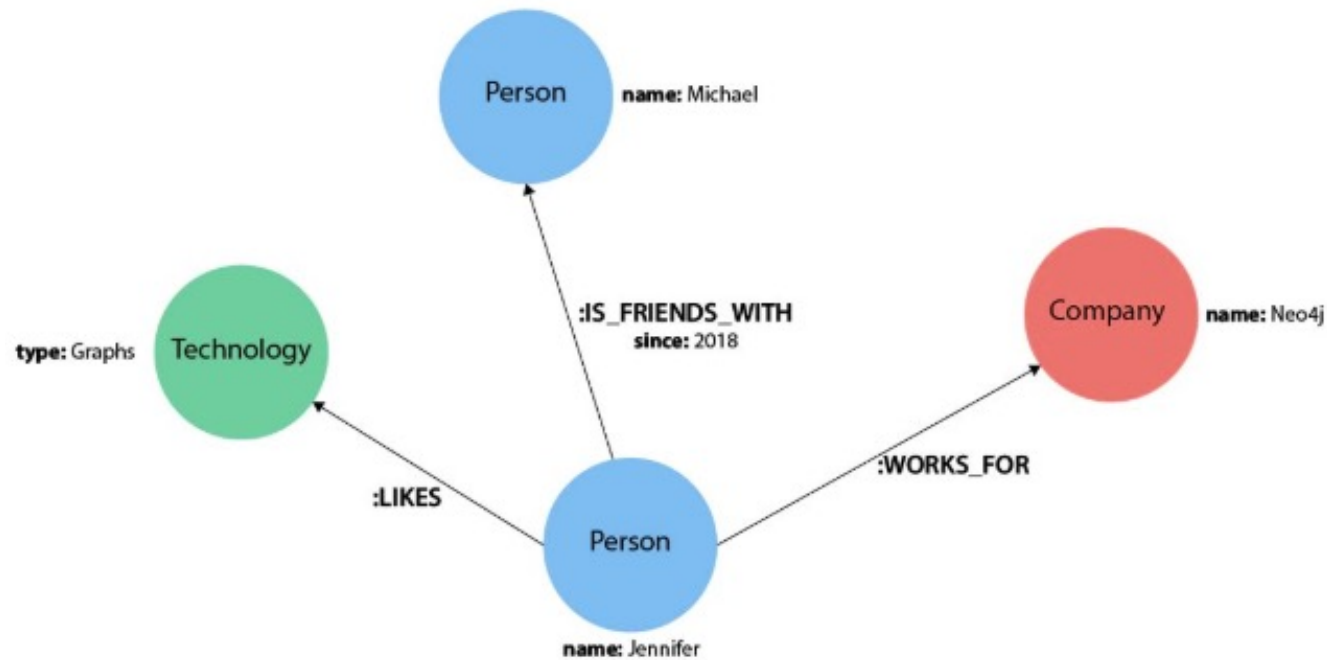 Person
name: Michael
:IS_FRIENDS_WITH
since: 2018
Company
name: Neo4j
type: Graphs
Technology
:WORKS_FOR
:LIKES
Person
name: Jennifer